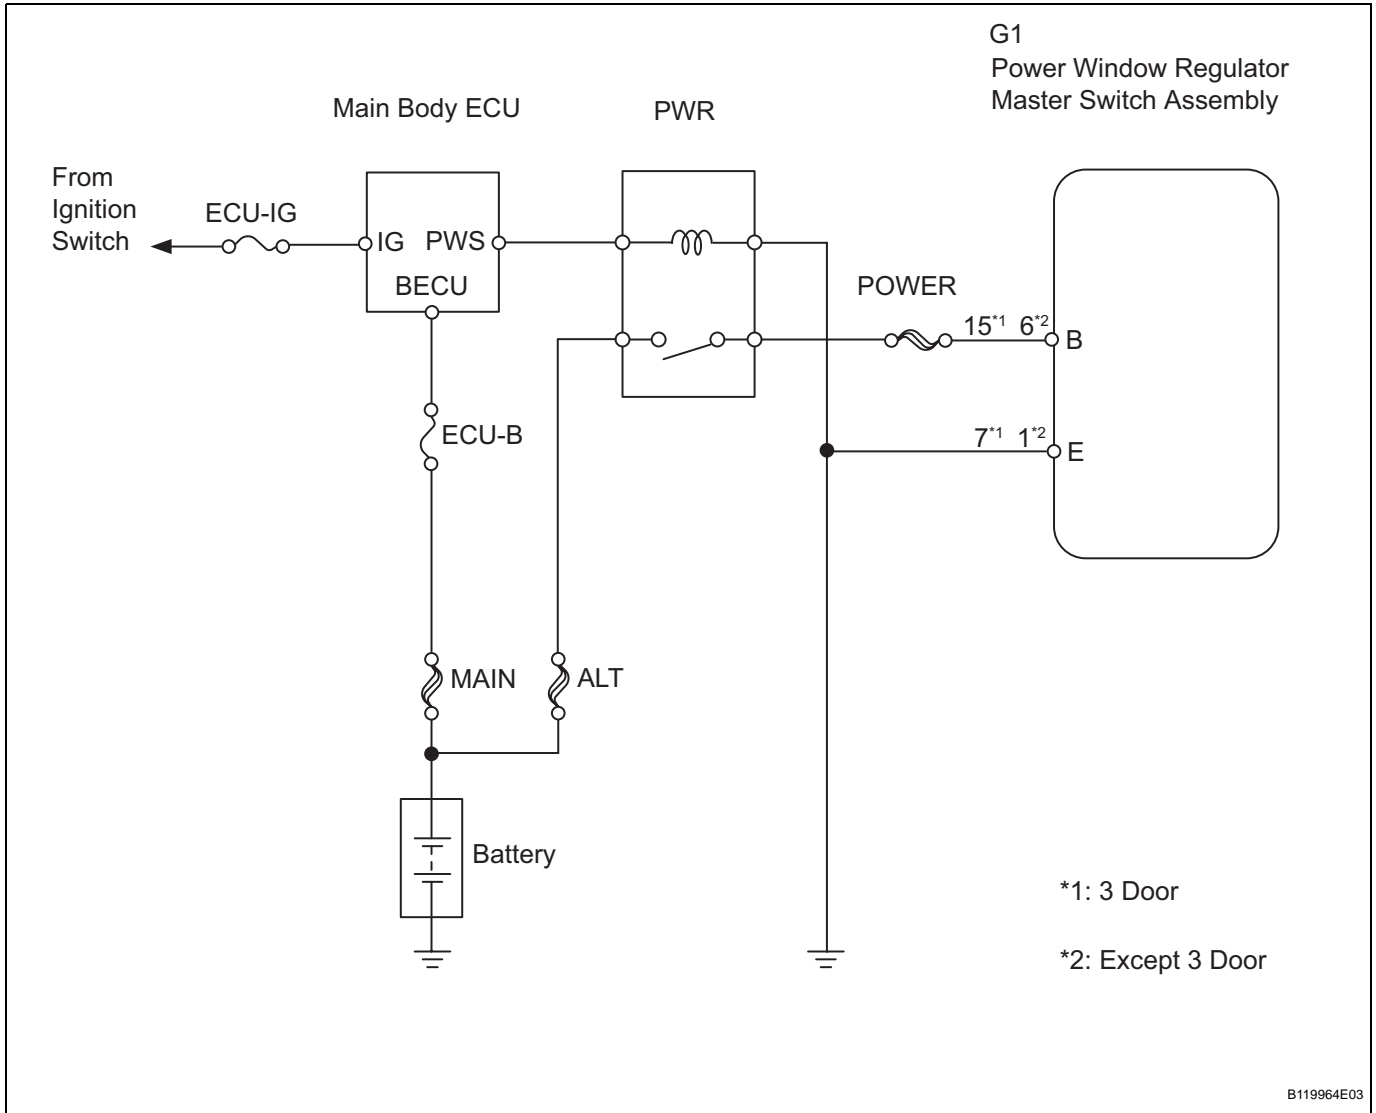 G1
Power Window Regulator
Master Switch Assembly
Main Body ECU
PWR
From
Ignition
Switch
ECU-IG
IG
PWS
BECU
POWER
15*1 6*2
B
ECU-B
7*1 1*2
E
MAIN
ALT
Battery
*1: 3 Door
*2: Except 3 Door
B119964E03